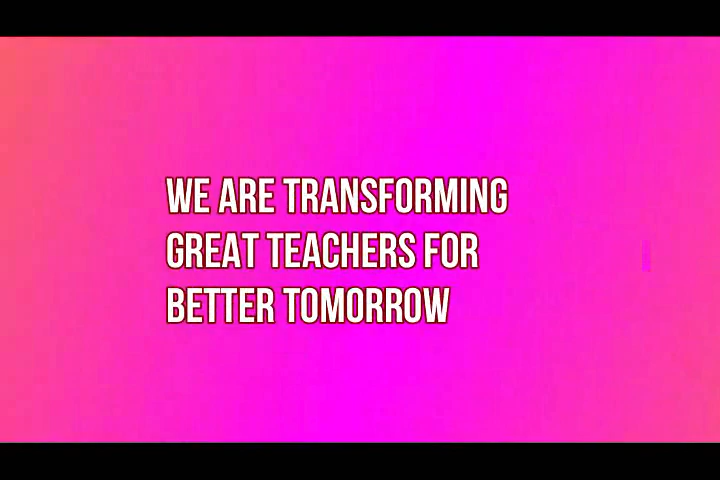 WE ARE TRANSFORMING
GREAT TEACHERS FOR
BETTER TOMORROW